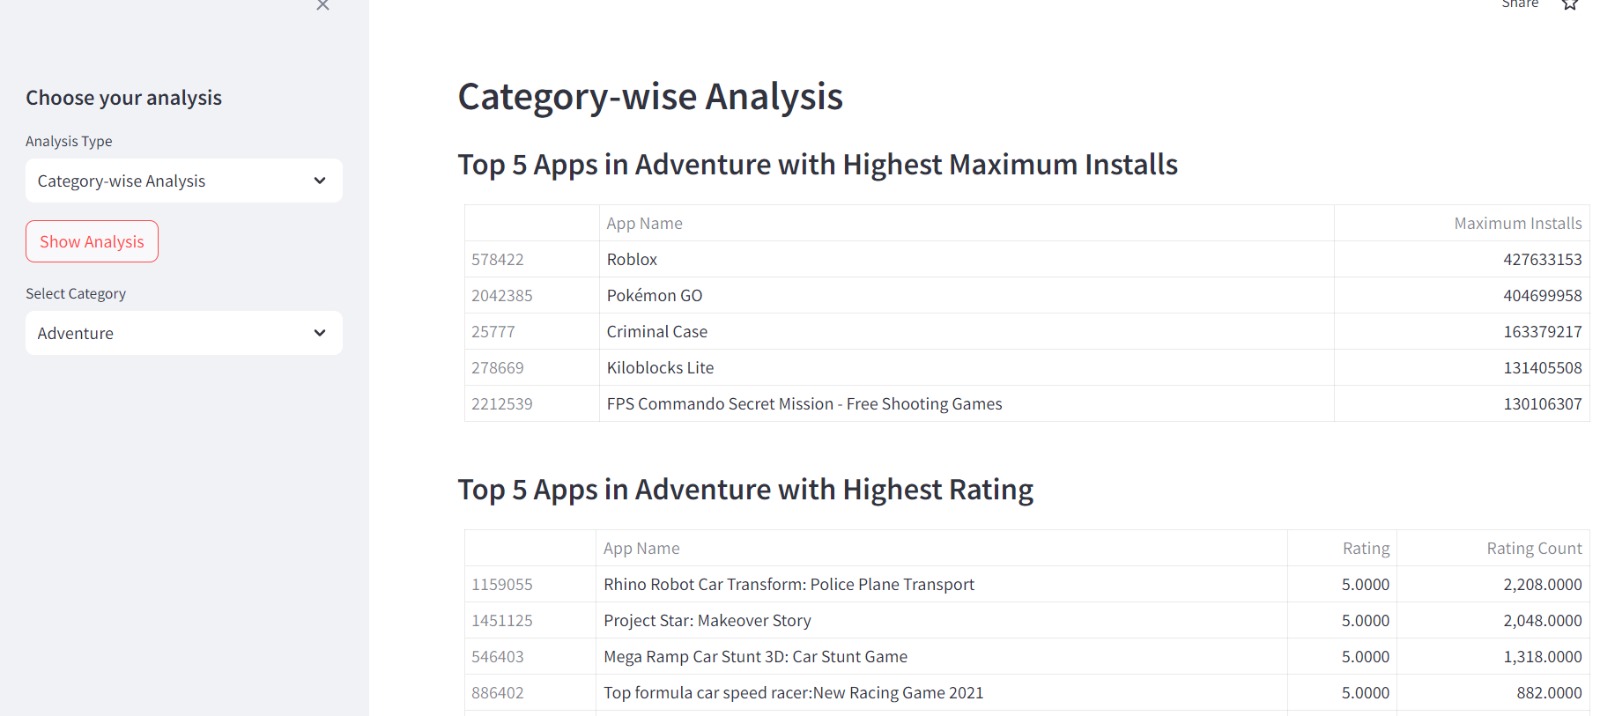 Share
Choose your analysis
Analysis Type
Category-wise Analysis
Show Analysis
Select Category
Adventure
Category-wise Analysis
Top 5 Apps in Adventure with Highest Maximum Installs
App Name Maximum Installs
578422 Roblox 427633153
2042385 Pokémon GO 404699958
25777 Criminal Case 163379217
278669 Kiloblocks Lite 131405508
2212539 FPS Commando Secret Mission - Free Shooting Games 130106307
Top 5 Apps in Adventure with Highest Rating
App Name Rating Rating Count
1159055 Rhino Robot Car Transform: Police Plane Transport 5.0000 2,208.0000
1451125 Project Star: Makeover Story 5.0000 2,048.0000
546403 Mega Ramp Car Stunt 3D: Car Stunt Game 5.0000 1,318.0000
886402 Top formula car speed racer:New Racing Game 2021 5.0000 882.0000